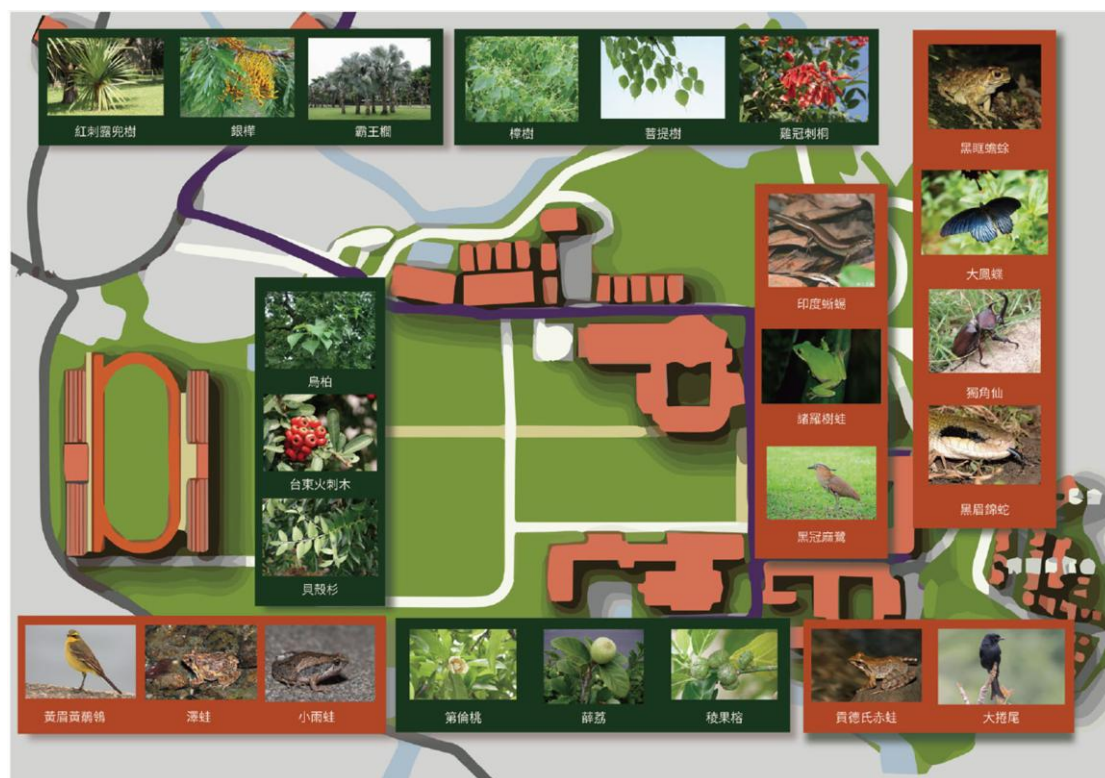 紅刺露兜樹
銀樺
霸王櫚
樟樹
菩提樹
雞冠刺桐
黑眶蟾蜍
大鳳蝶
獨角仙
黑眉錦蛇
印度蜓蜥
諸羅樹蛙
黑冠麻鷺
烏桕
台東火刺木
貝殼杉
黃眉黃鶺鴒
澤蛙
小雨蛙
第倫桃
薜荔
稜果榕
貢德氏赤蛙
大捲尾